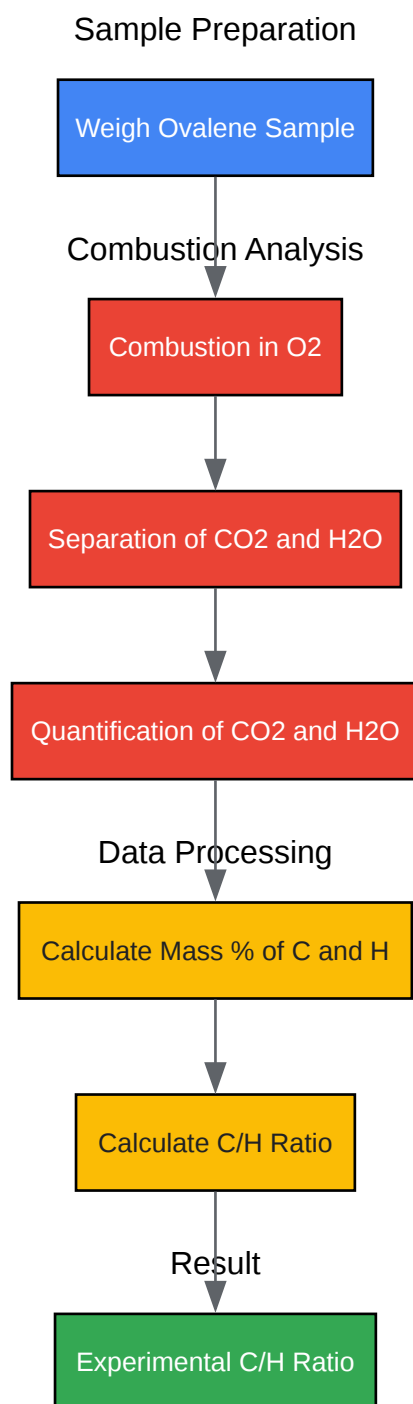 Sample Preparation
Weigh Ovalene Sample
Combustion Analysis
Combustion in O2
Separation of CO2 and H2O
Quantification of CO2 and H2O
Data Processing
Calculate Mass % of C and H
Calculate C/H Ratio
Result
Experimental C/H Ratio